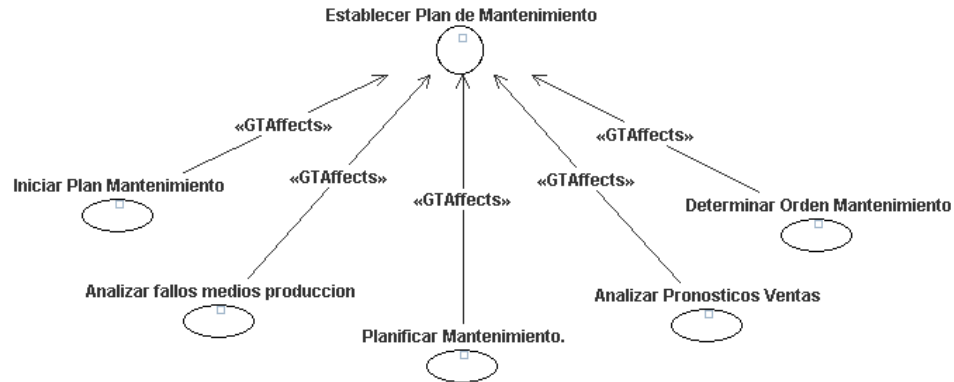 Establecer Plan de Mantenimiento
«GTAffects»
«GTAffects»
«GTAffects»
«GTAffects»
«GTAffects»
Iniciar Plan Mantenimiento
Determinar Orden Mantenimiento
Analizar fallos medios produccion
Analizar Pronosticos Ventas
Planificar Mantenimiento.